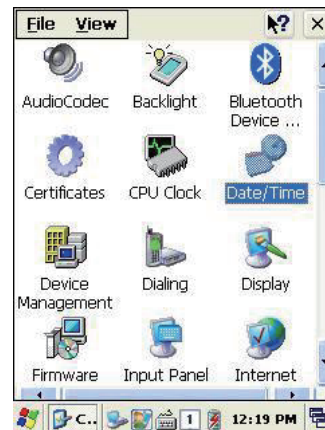 File View ?
AudioCodec Backlight Bluetooth
Device ...
Certificates CPU Clock Date/Time
Device Dialing Display
Management
Firmware Input Panel Internet
C.. 1 12:19 PM